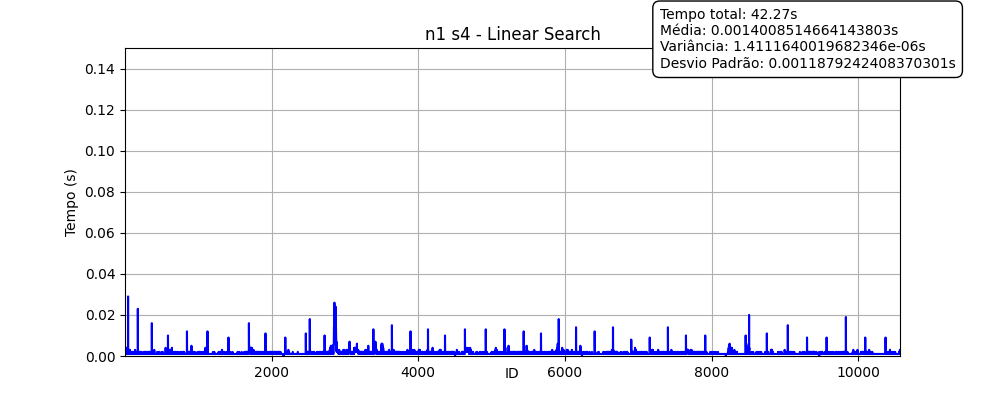 Tempo total: 42.27s
Média: 0.0014008514664143803s
Variância: 1.4111640019682346e-06s
Desvio Padrão: 0.0011879242408370301s
n1 s4 - Linear Search
0.14
0.12
0.10
0.08
0.06
0.04
0.02
0.00
Tempo (s)
2000 4000 6000 8000 10000
ID